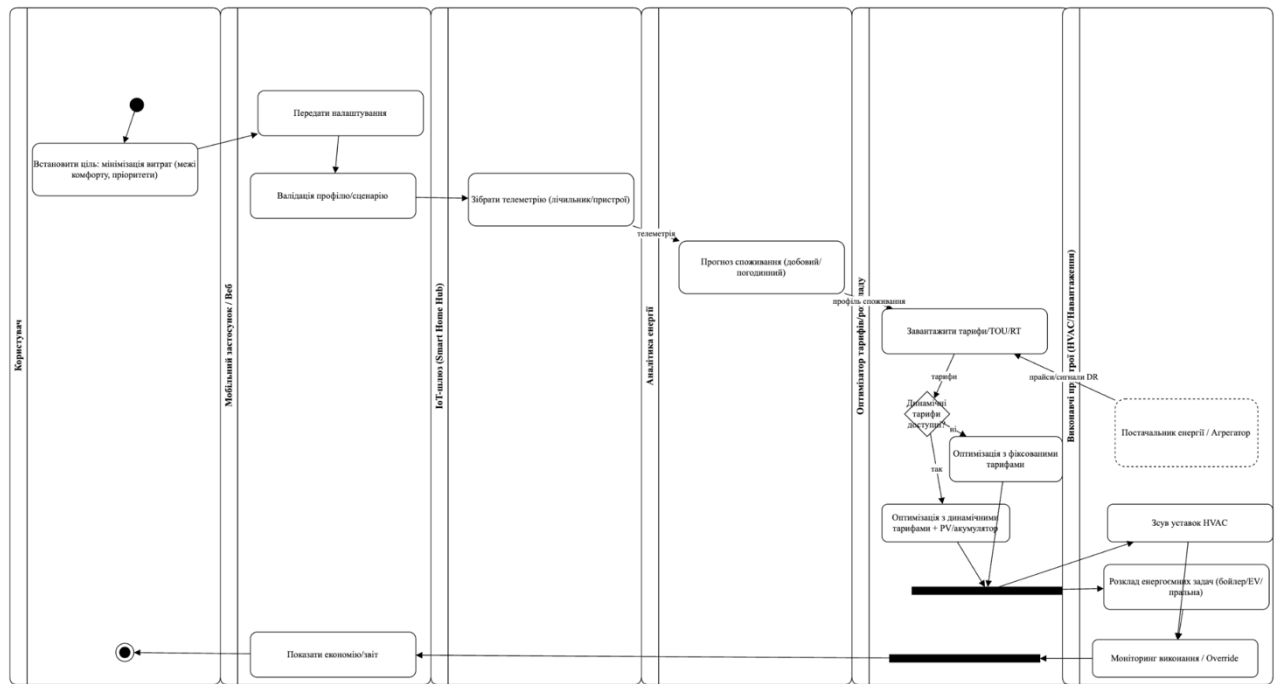 Користувач
Встановити ціль: мінімізація витрат (межі
комфорту, пріоритети)
Мобільний застосунок / Веб
Передати налаштування
Валідація профілю/сценарію
Показати економію/звіт
IoT-шлюз (Smart Home Hub)
Зібрати телеметрію (лічильник/пристрої)
телеметрія
Аналітика енергії
Прогноз споживання (добовий/
погодинний)
профіль споживання
Оптимізатор тарифів/розкладу
Завантажити тарифи/TOU/RT
тарифи
Динамічні
тарифи
доступні?
ні
так
Оптимізація з фіксованими
тарифами
Оптимізація з динамічними
тарифами + PV/акумулятор
Виконавчі пристрої (HVAC/Навантаження)
прайси/сигнали DR
Постачальник енергії / Агрегатор
Зсув уставок HVAC
Розклад енергоємних задач (бойлер/EV/
пральна)
Моніторинг виконання / Override